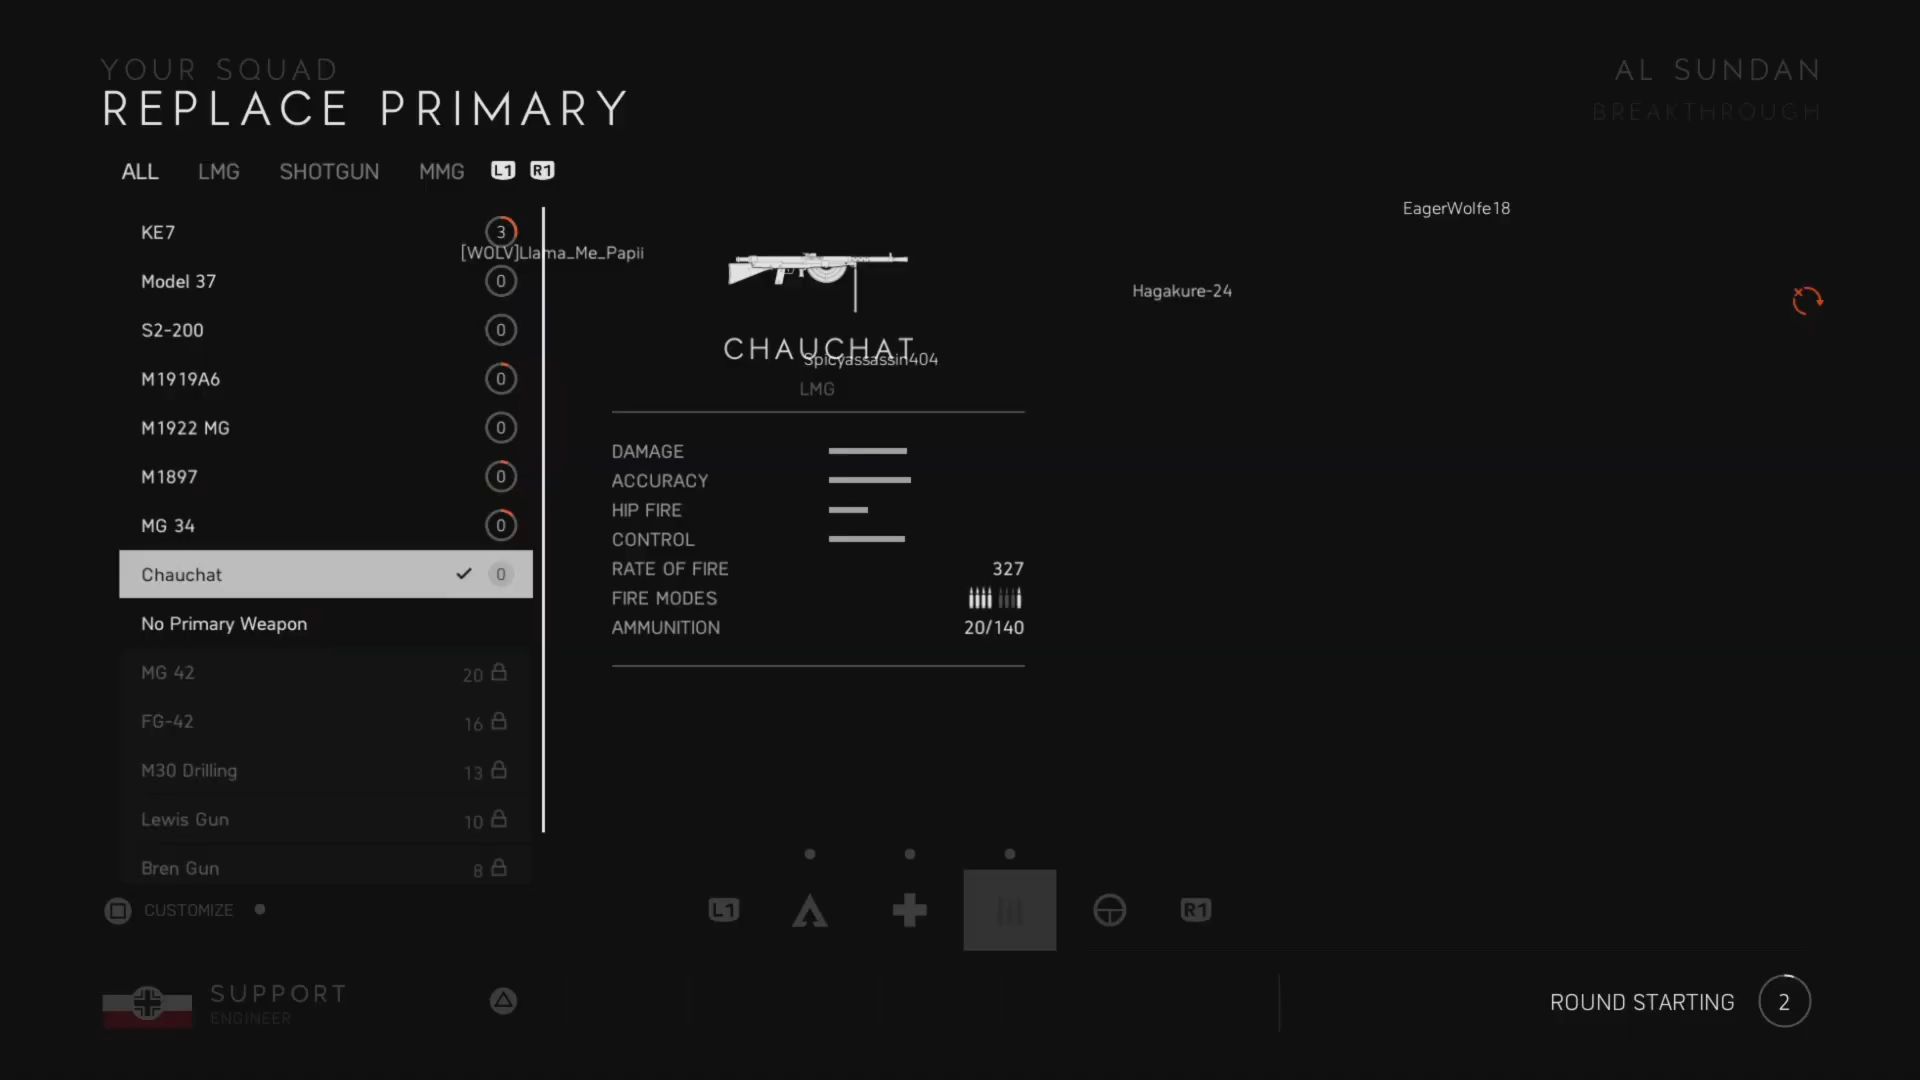 YOUR SQUAD
REPLACE PRIMARY
AL SUNDAN
BREAKTHROUGH
ALL LMG SHOTGUN MMG L1 R1
KE7 3
[WOLV]Llama_Me_Papii
Model 37 0
S2-200 0
M1919A6 0
M1922 MG 0
M1897 0
MG 34 0
Chauchat 0
No Primary Weapon
MG 42 20
FG-42 16
M30 Drilling 13
Lewis Gun 10
Bren Gun 8
CUSTOMIZE
EagerWolfe18
Hagakure-24
CHAUCHAT
Spicyassassin404
LMG
DAMAGE
ACCURACY
HIP FIRE
CONTROL
RATE OF FIRE 327
FIRE MODES
AMMUNITION 20/140
L1 R1
SUPPORT
ENGINEER
ROUND STARTING 2